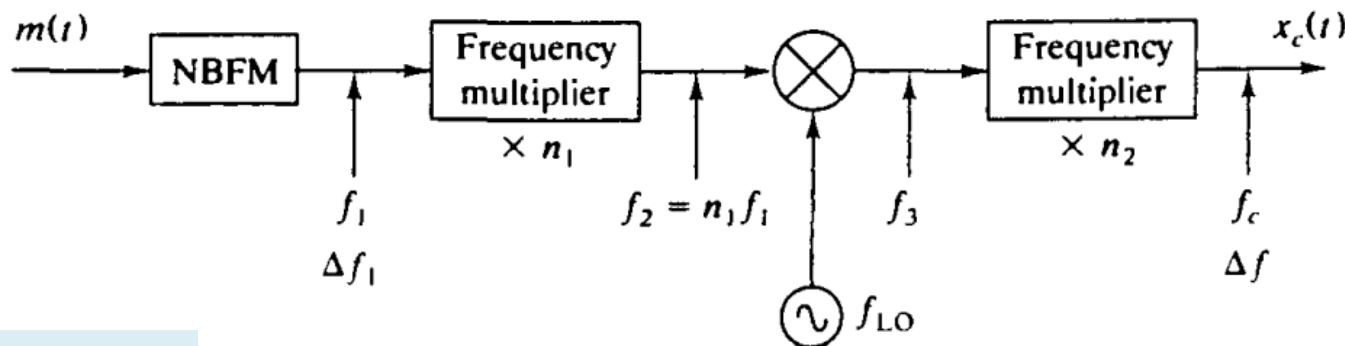 m(t)
x_c(t)
NBFM
Frequency multiplier
× n₁
Frequency multiplier
× n₂
f₁
Δf₁
f₂ = n₁f₁
f₃
f_c
Δf
f_LO